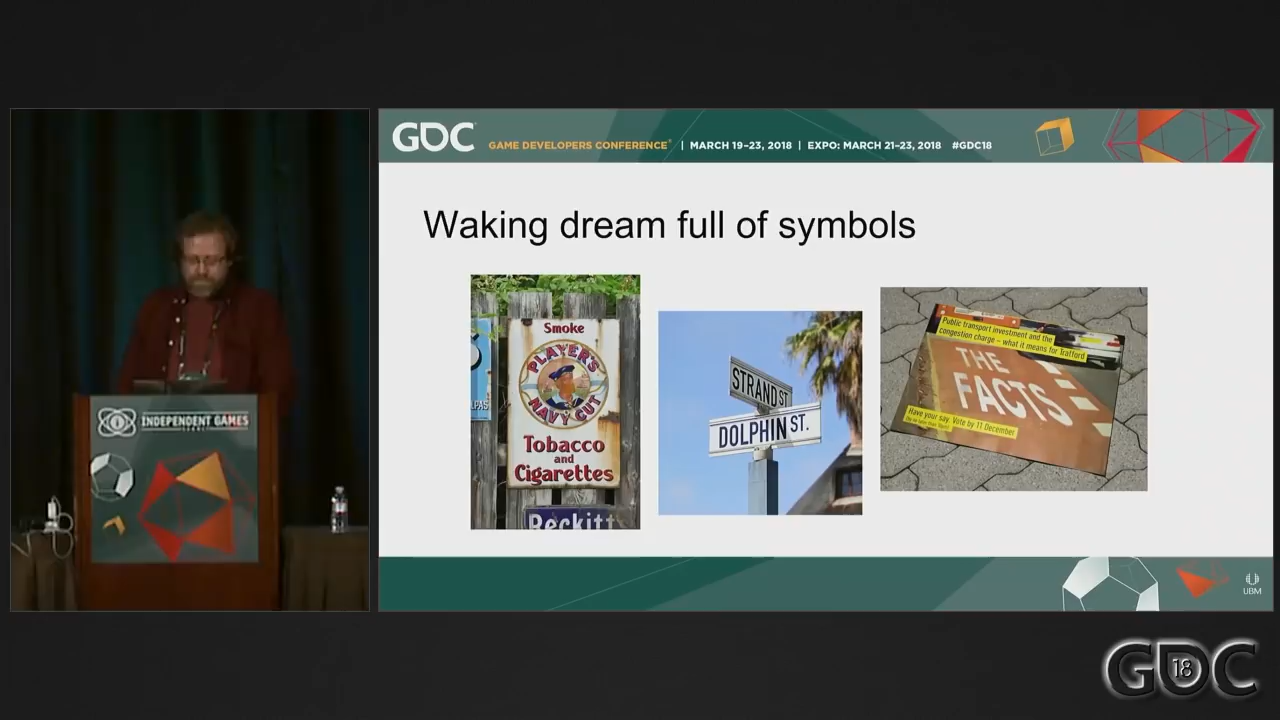 GDC GAME DEVELOPERS CONFERENCE | MARCH 19–23, 2018 | EXPO: MARCH 21–23, 2018 #GDC18
Waking dream full of symbols
Smoke
PLAYER'S
NAVY CUT
Tobacco
and
Cigarettes
Reckitt
STRAND ST
DOLPHIN ST.
Public transport investment and the
congestion charge – what it means for Trafford
THE
FACTS
Have your say. Vote by 11 December
INDEPENDENT GAMES
UBM
GDC
18